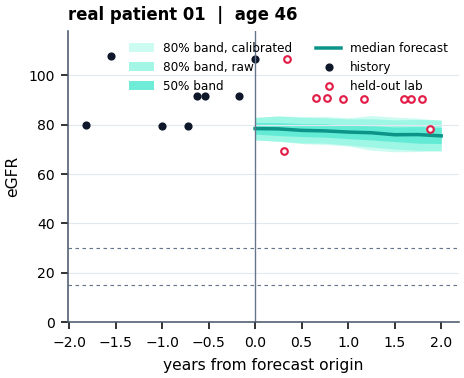 real patient 01 | age 46
80% band, calibrated
80% band, raw
50% band
median forecast
history
held-out lab
eGFR
100
80
60
40
20
0
−2.0 −1.5 −1.0 −0.5 0.0 0.5 1.0 1.5 2.0
years from forecast origin